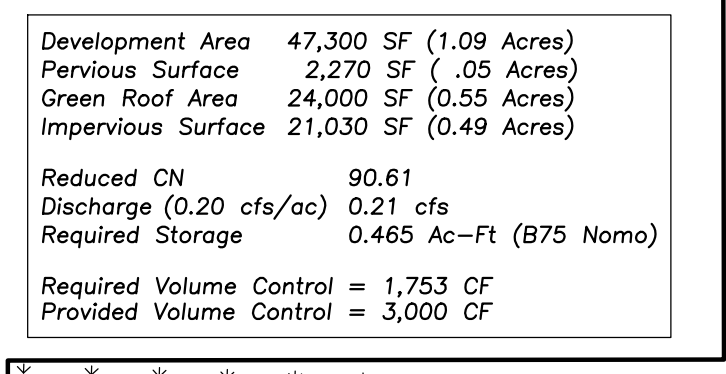 Development Area 47,300 SF (1.09 Acres)
Pervious Surface 2,270 SF ( .05 Acres)
Green Roof Area 24,000 SF (0.55 Acres)
Impervious Surface 21,030 SF (0.49 Acres)
Reduced CN 90.61
Discharge (0.20 cfs/ac) 0.21 cfs
Required Storage 0.465 Ac-Ft (B75 Nomo)
Required Volume Control = 1,753 CF
Provided Volume Control = 3,000 CF